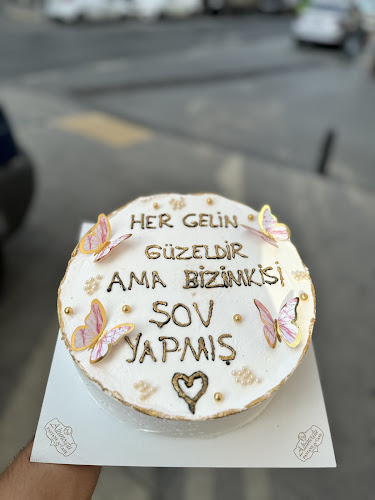 HER GELİN
GÜZELDİR
AMA BİZİMKİSİ
ŞOV
YAPMIŞ